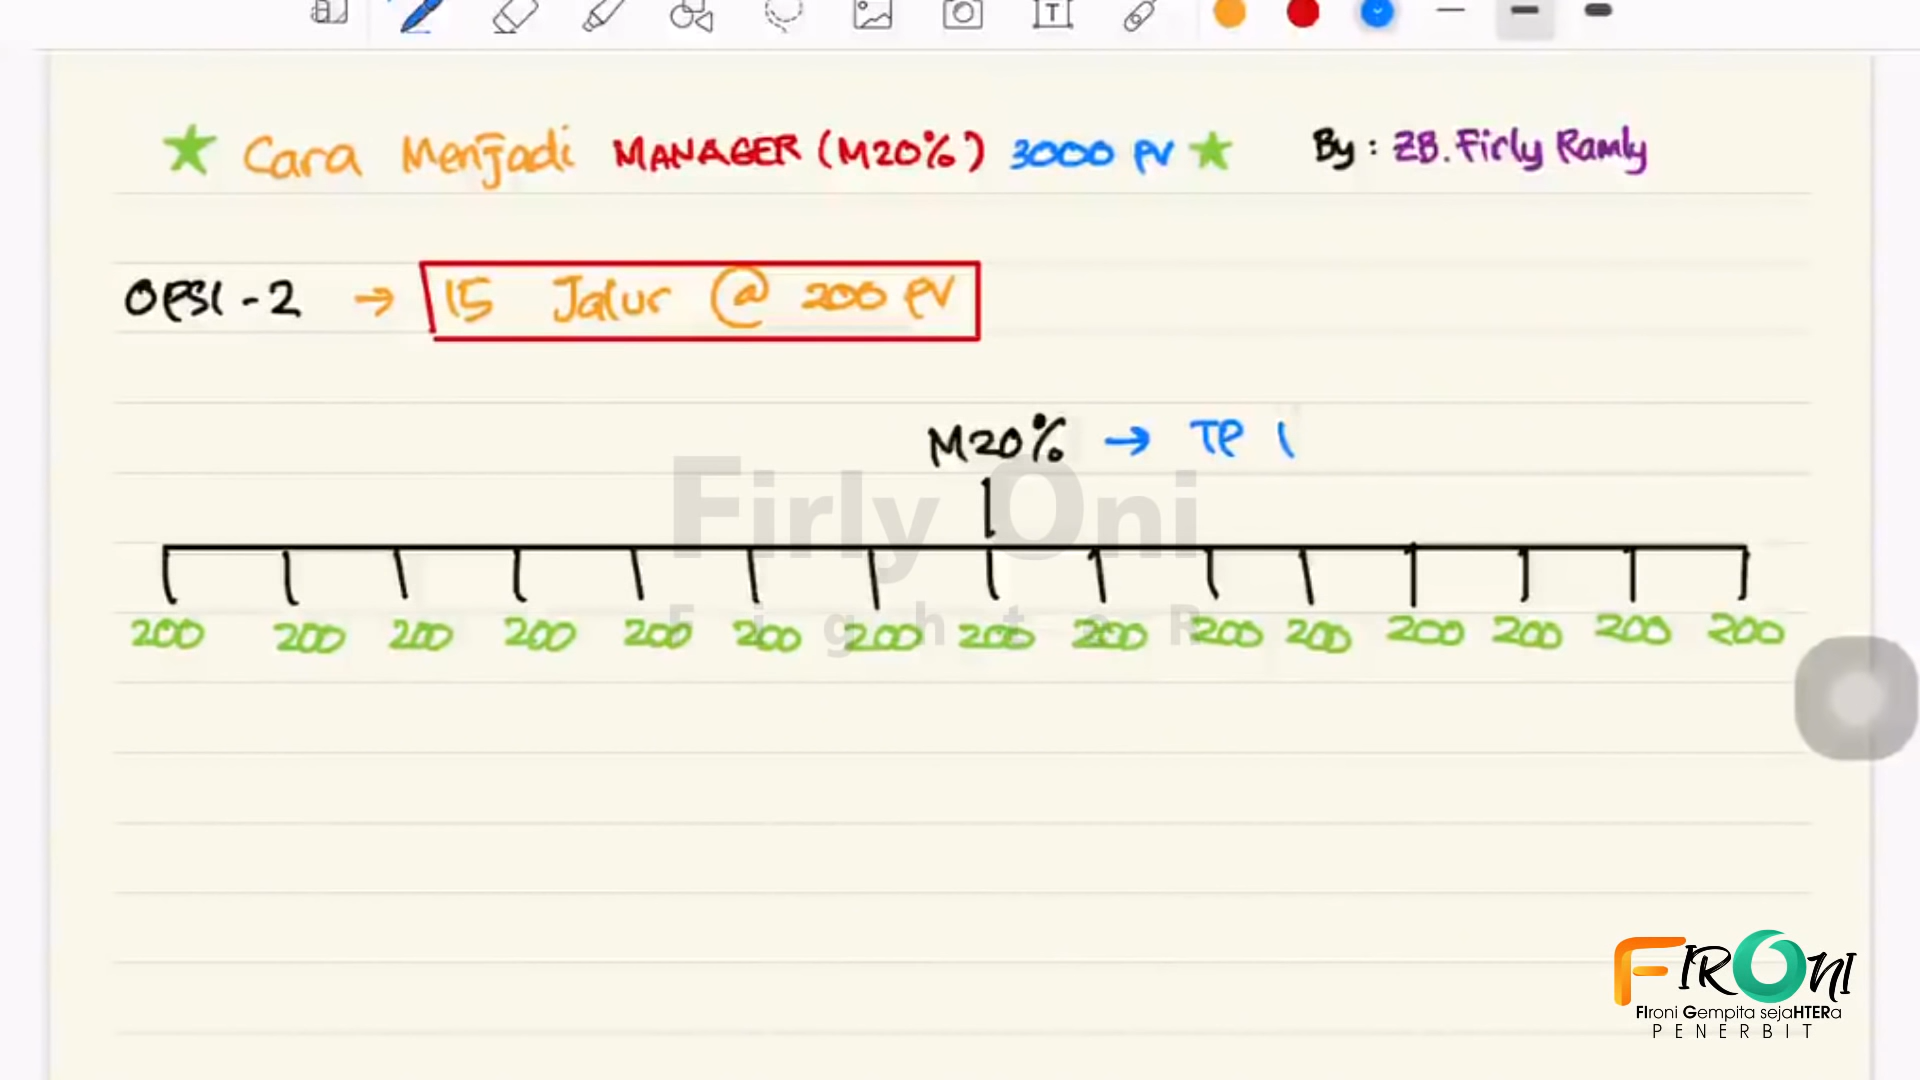 ★ Cara Menjadi MANAGER (M20%) 3000 PV ★ By : ZB. Firly Ramly
OPSI - 2 → 15 Jalur @ 200 PV
M20% → TP (
Firly Oni
FighteR
200 200 200 200 200 200 200 200 200 200 200 200 200 200 200
FIRONI
FIroni Gempita sejaHTERa
PENERBIT